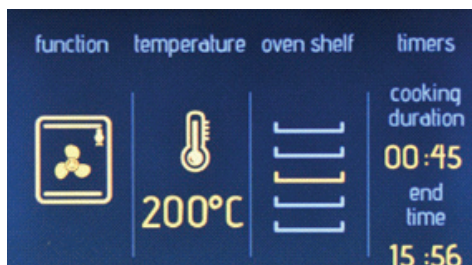 function temperature oven shelf timers
cooking
duration
00:45
200°C
end
time
15:56